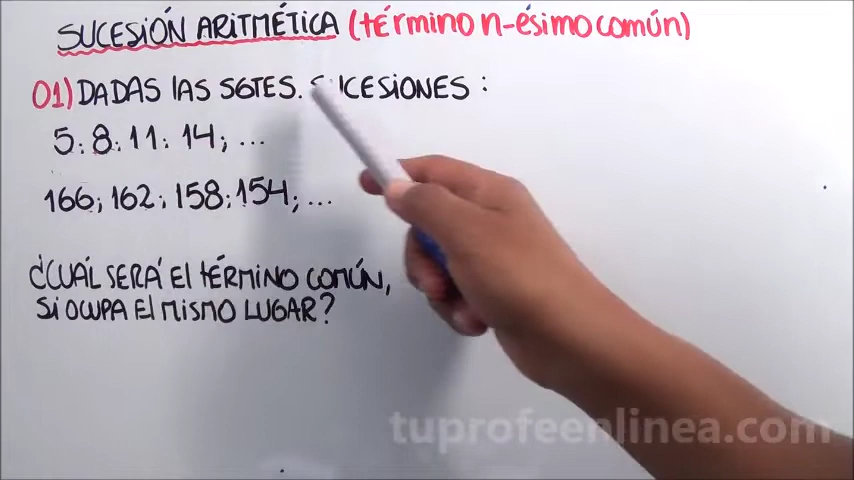 SUCESIÓN ARITMÉTICA (término n-ésimo común)
01) DADAS LAS SGTES. SUCESIONES :
5; 8; 11; 14; ...
166; 162; 158; 154; ...
¿CUÁL SERÁ El TÉRMINO COMÚN,
Si OCUPA El MISMO LUGAR?
tuprofeenlinea.com